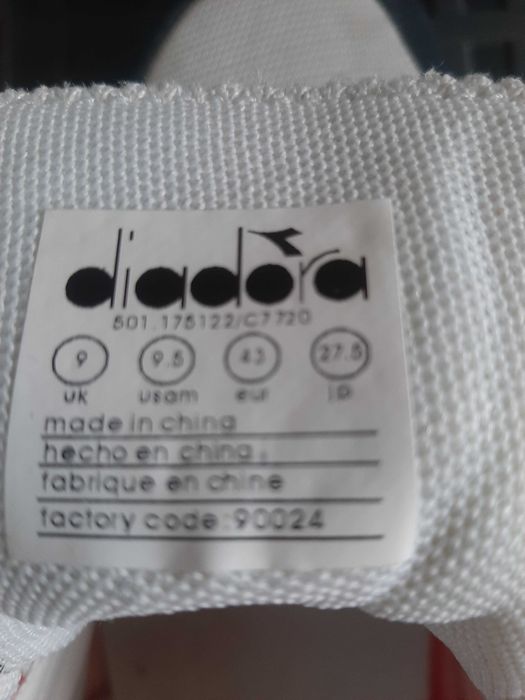 diadora
501.175122/C7720
9 9.5 43 27.5
uk usam eur jp
made in china
hecho en china
fabrique en chine
factory code:90024